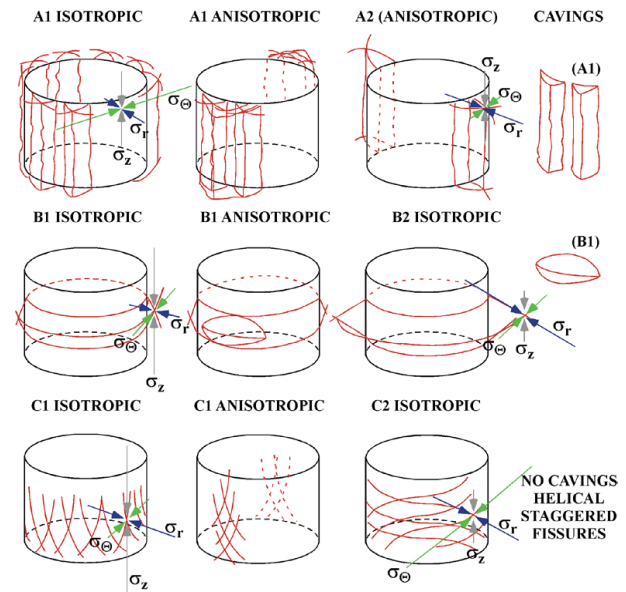 A1 ISOTROPIC
A1 ANISOTROPIC
A2 (ANISOTROPIC)
CAVINGS
σΘ
σr
σz
σz
σΘ
σr
(A1)
B1 ISOTROPIC
B1 ANISOTROPIC
B2 ISOTROPIC
(B1)
σr
σΘ
σz
σr
σΘ
σz
C1 ISOTROPIC
C1 ANISOTROPIC
C2 ISOTROPIC
σr
σΘ
σz
σr
σz
σΘ
NO CAVINGS
HELICAL
STAGGERED
FISSURES